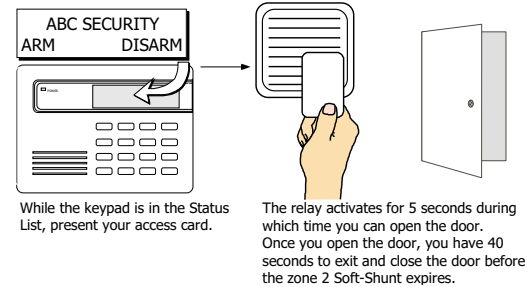 ABC SECURITY
ARM DISARM
While the keypad is in the Status
List, present your access card.
The relay activates for 5 seconds during
which time you can open the door.
Once you open the door, you have 40
seconds to exit and close the door before
the zone 2 Soft-Shunt expires.